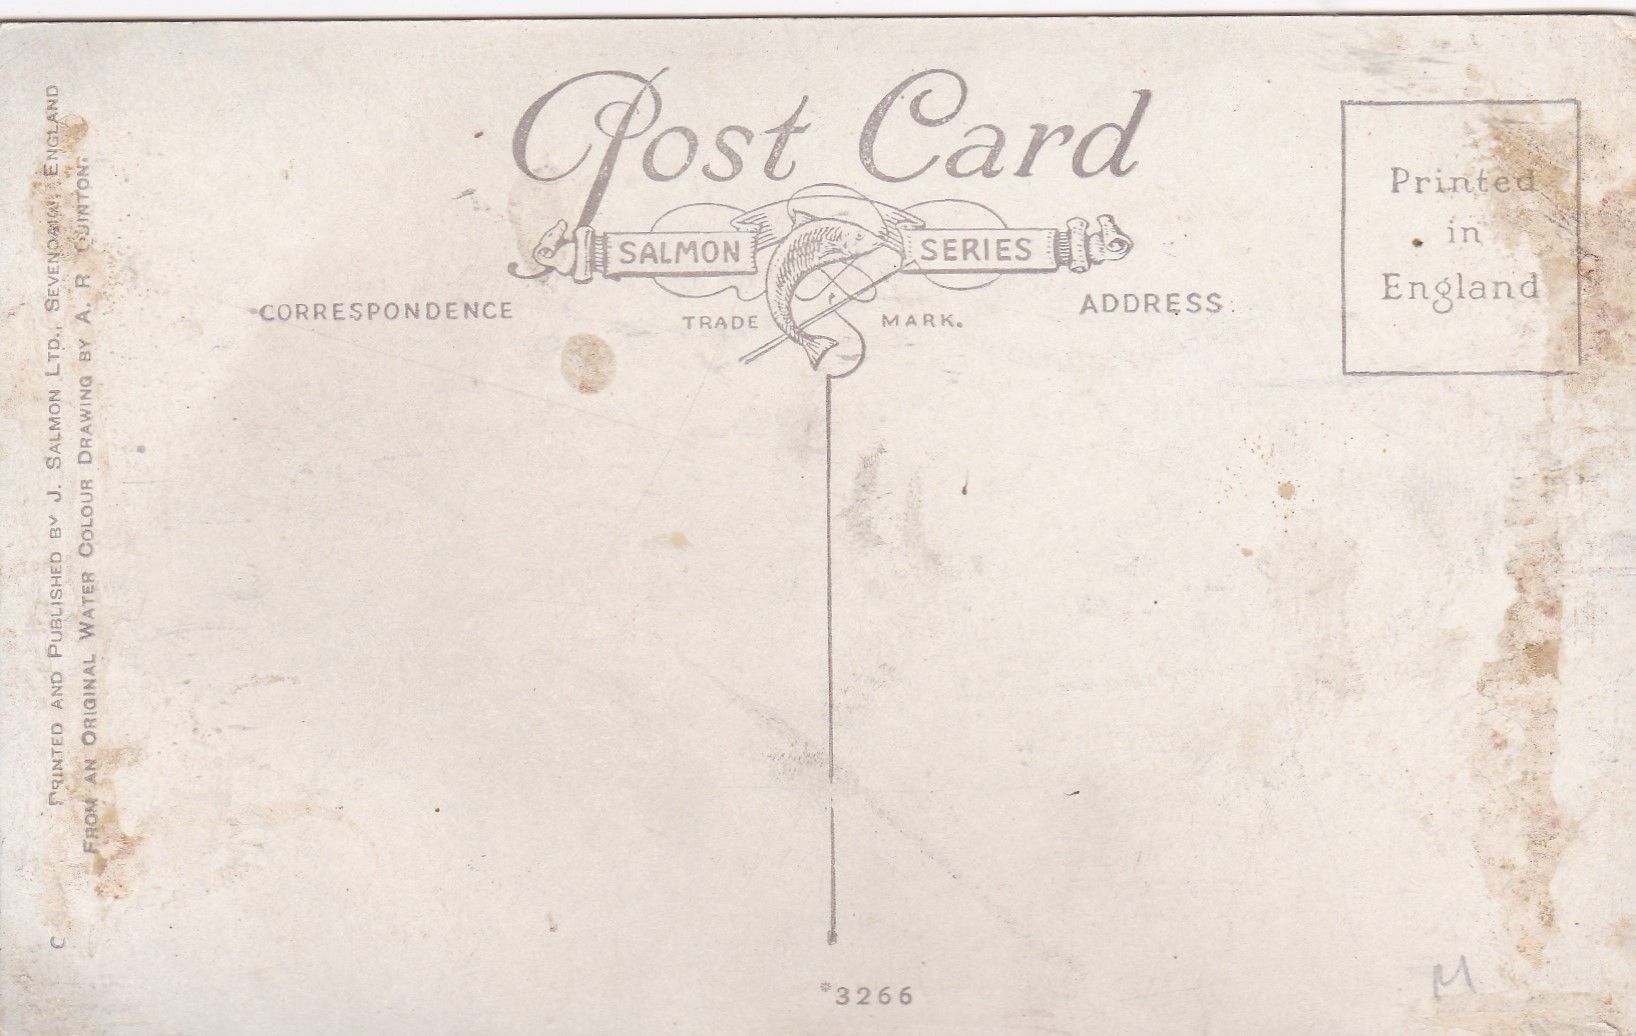 Post Card
SALMON SERIES
TRADE MARK.
CORRESPONDENCE
ADDRESS
Printed
in
England
PRINTED AND PUBLISHED BY J. SALMON LTD., SEVENOAKS, ENGLAND
FROM AN ORIGINAL WATER COLOUR DRAWING BY A. R. QUINTON.
C
*3266